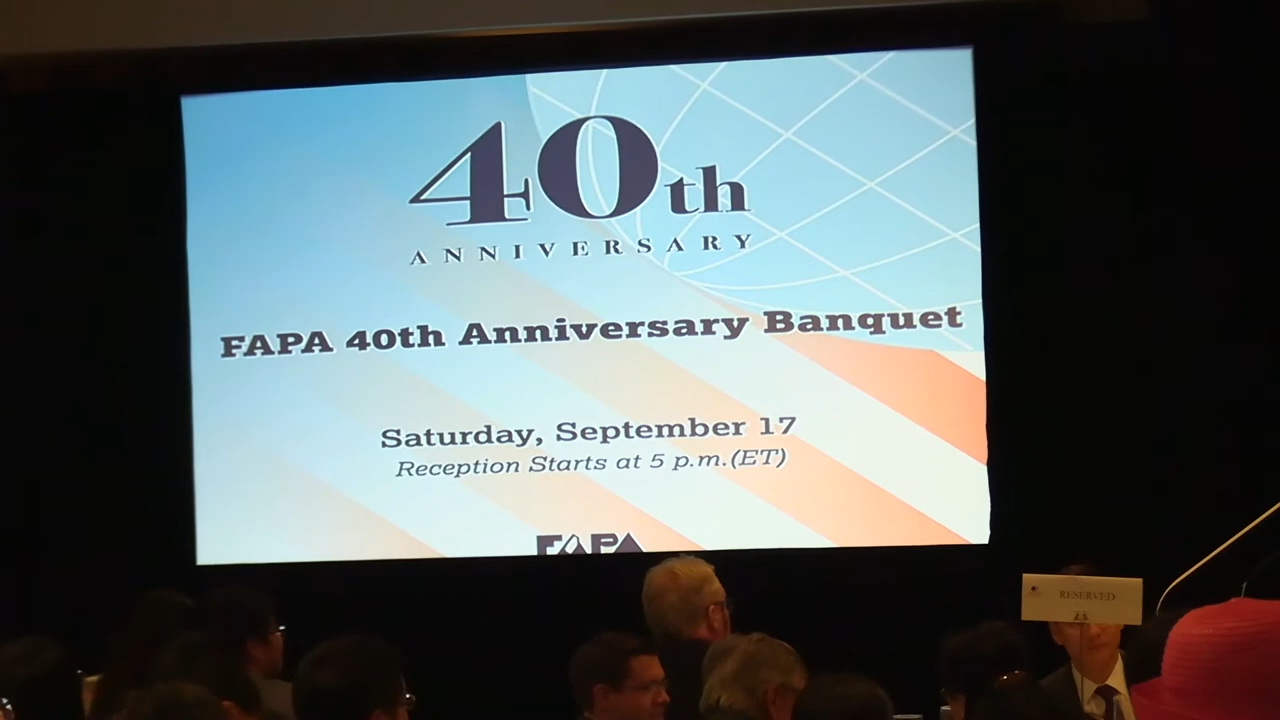 40th
ANNIVERSARY
FAPA 40th Anniversary Banquet
Saturday, September 17
Reception Starts at 5 p.m.(ET)
FAPA
RESERVED